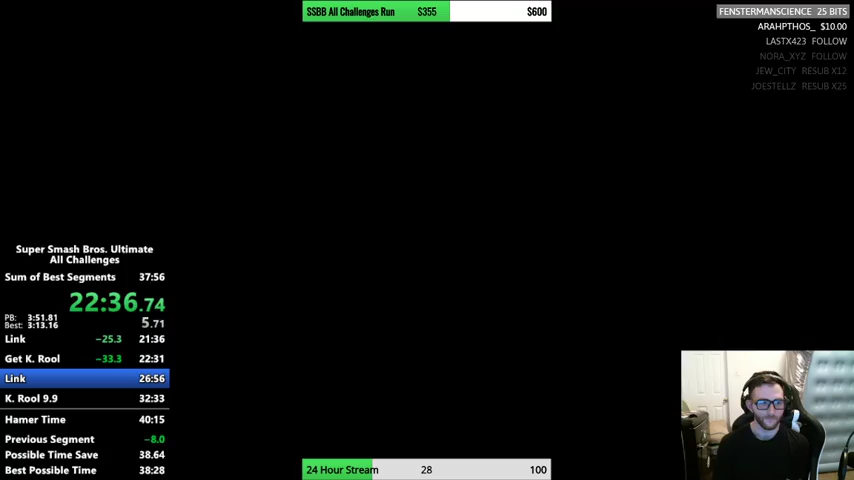 SSBB All Challenges Run $355 $600
FENSTERMANSCIENCE 25 BITS
ARAHPTHOS_ $10.00
LASTX423 FOLLOW
NORA_XYZ FOLLOW
JEW_CITY RESUB X12
JOESTELLZ RESUB X25
Super Smash Bros. Ultimate
All Challenges
Sum of Best Segments 37:56
22:36.74
PB: 3:51.81
Best: 3:13.16 5.71
Link -25.3 21:36
Get K. Rool -33.3 22:31
Link 26:56
K. Rool 9.9 32:33
Hamer Time 40:15
Previous Segment -8.0
Possible Time Save 38.64
Best Possible Time 38:28
24 Hour Stream 28 100